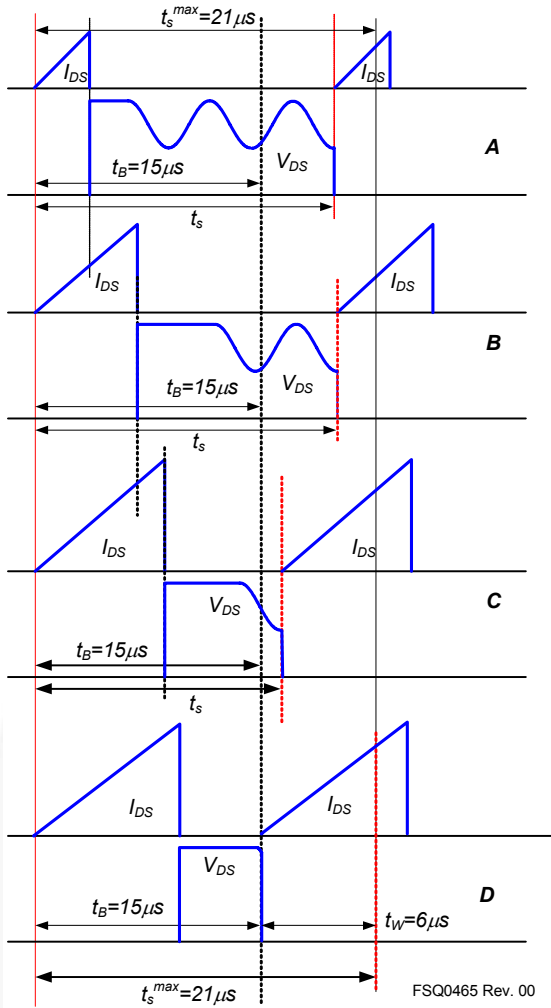 t_s^max=21μs
I_DS
I_DS
A
t_B=15μs
V_DS
t_s
I_DS
I_DS
B
t_B=15μs
V_DS
t_s
I_DS
I_DS
C
V_DS
t_B=15μs
t_s
I_DS
I_DS
V_DS
D
t_B=15μs
t_W=6μs
t_s^max=21μs
FSQ0465 Rev. 00